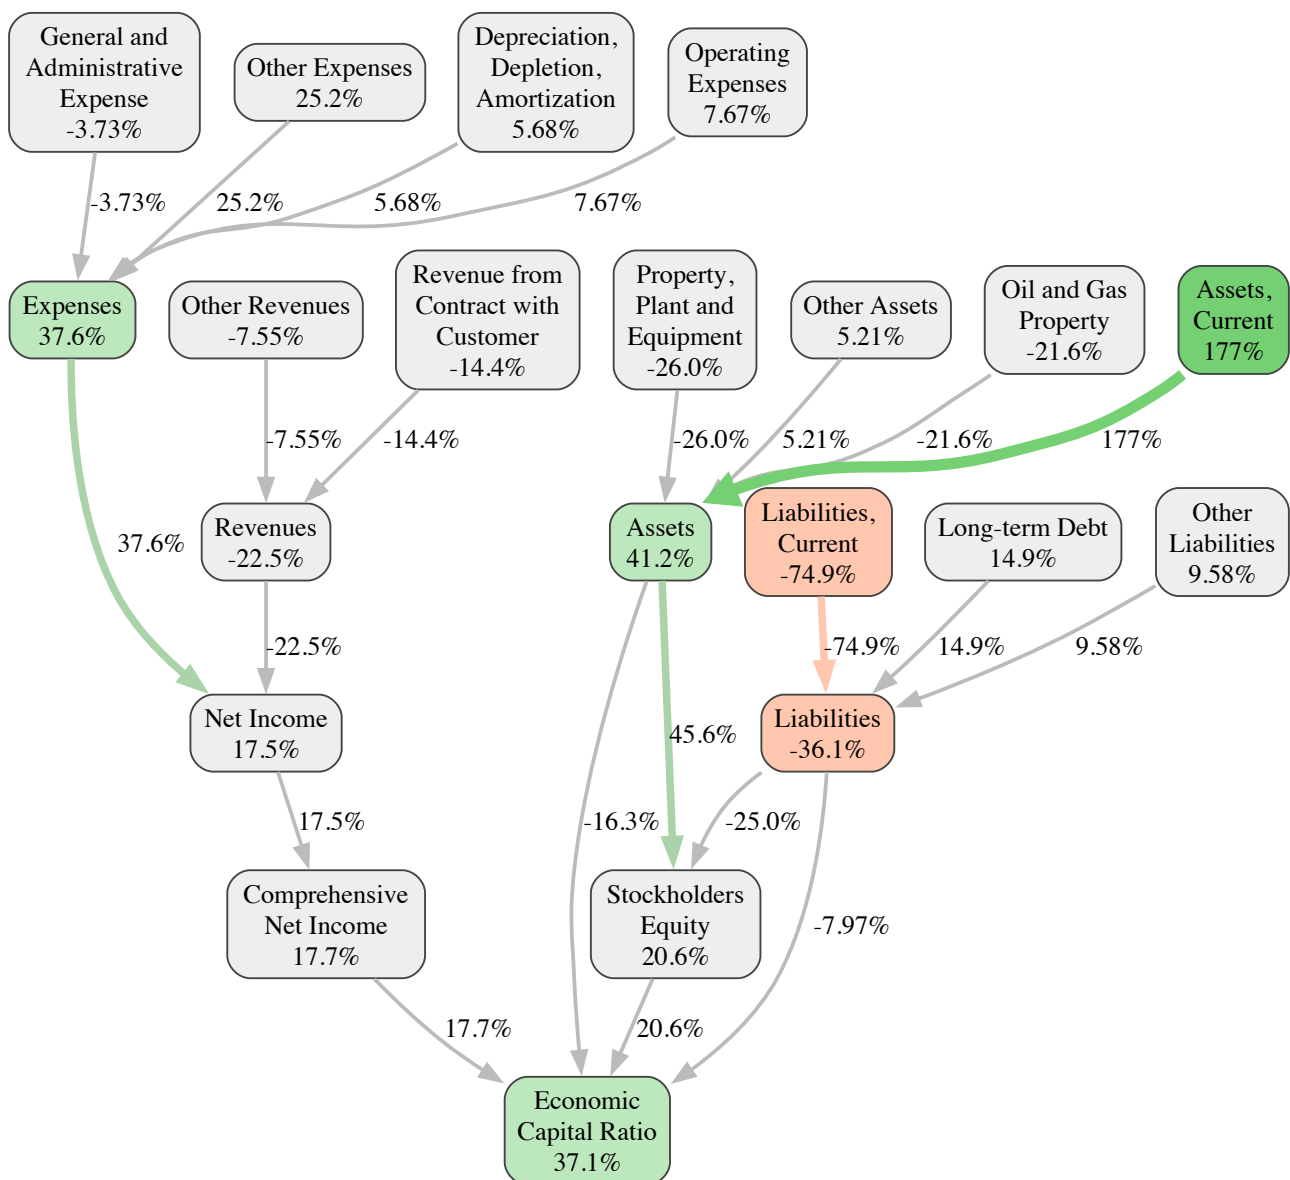 General and
Administrative
Expense
-3.73%
Other Expenses
25.2%
Depreciation,
Depletion,
Amortization
5.68%
Operating
Expenses
7.67%
-3.73%
25.2%
5.68%
7.67%
Expenses
37.6%
Other Revenues
-7.55%
Revenue from
Contract with
Customer
-14.4%
Property,
Plant and
Equipment
-26.0%
Other Assets
5.21%
Oil and Gas
Property
-21.6%
Assets,
Current
177%
-7.55%
-14.4%
-26.0%
5.21%
-21.6%
177%
37.6%
Revenues
-22.5%
Assets
41.2%
Liabilities,
Current
-74.9%
Long-term Debt
14.9%
Other
Liabilities
9.58%
-22.5%
-74.9%
14.9%
9.58%
Net Income
17.5%
45.6%
Liabilities
-36.1%
17.5%
-16.3%
-25.0%
Comprehensive
Net Income
17.7%
Stockholders
Equity
20.6%
-7.97%
17.7%
20.6%
Economic
Capital Ratio
37.1%